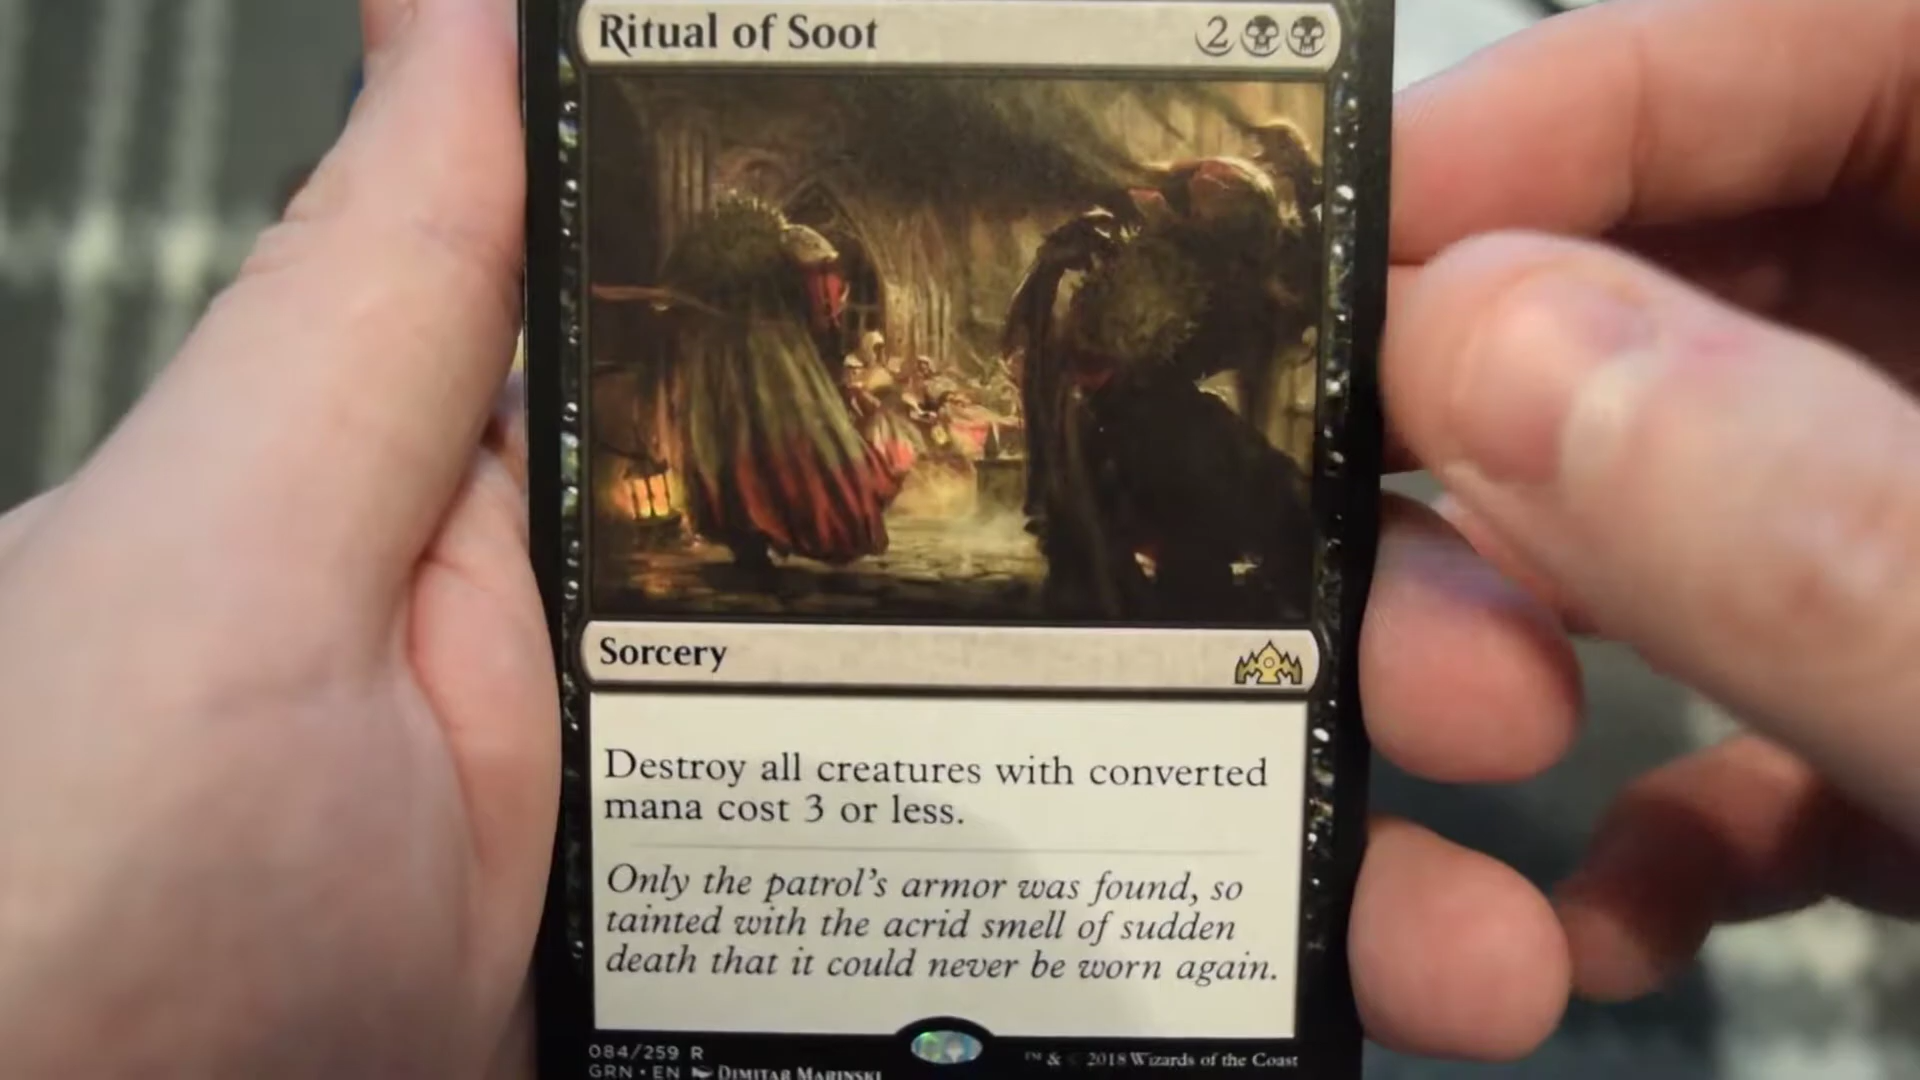 Ritual of Soot 2
Sorcery
Destroy all creatures with converted
mana cost 3 or less.
Only the patrol's armor was found, so
tainted with the acrid smell of sudden
death that it could never be worn again.
084/259 R
™ & © 2018 Wizards of the Coast
GRN • EN DIMITAR MARINSKI